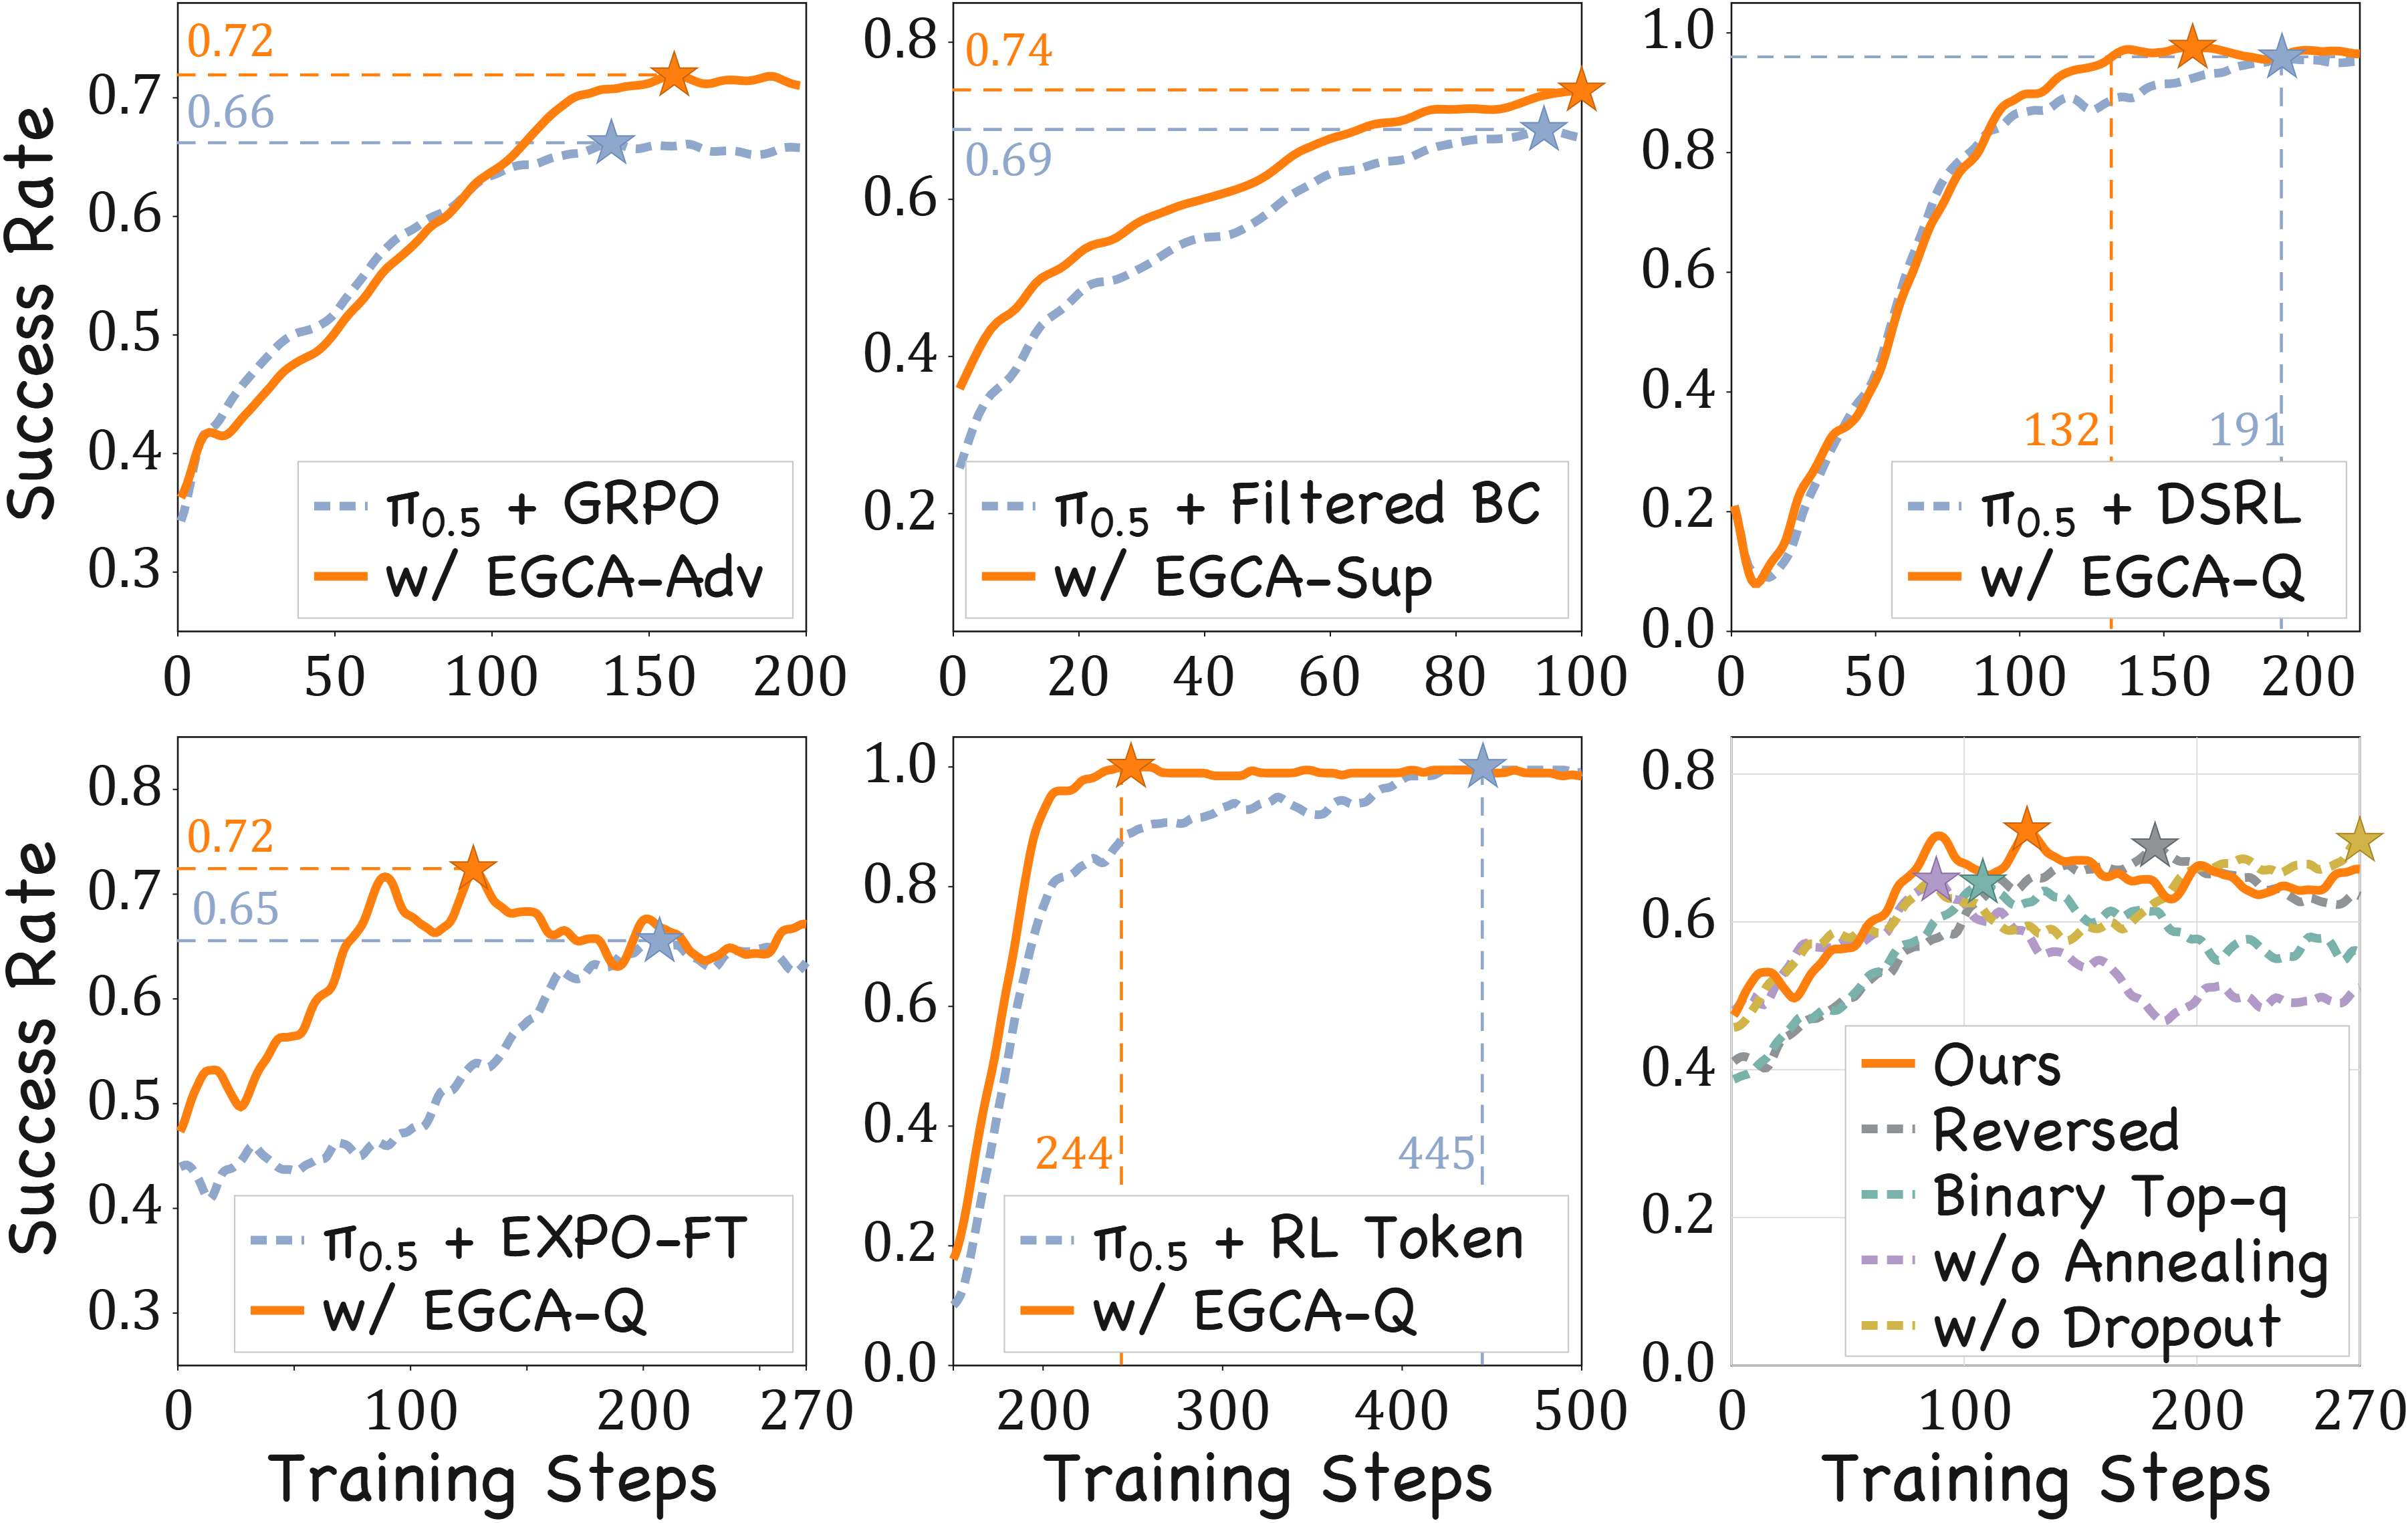 Success Rate
0.7
0.6
0.5
0.4
0.3
0.72
0.66
π0.5 + GRPO
w/ EGCA-Adv
0 50 100 150 200
0.8
0.6
0.4
0.2
0.74
0.69
π0.5 + Filtered BC
w/ EGCA-Sup
0 20 40 60 80 100
1.0
0.8
0.6
0.4
0.2
0.0
132 191
π0.5 + DSRL
w/ EGCA-Q
0 50 100 150 200
Success Rate
0.8
0.7
0.6
0.5
0.4
0.3
0.72
0.65
π0.5 + EXPO-FT
w/ EGCA-Q
0 100 200 270
Training Steps
1.0
0.8
0.6
0.4
0.2
0.0
244 445
π0.5 + RL Token
w/ EGCA-Q
200 300 400 500
Training Steps
0.8
0.6
0.4
0.2
0.0
Ours
Reversed
Binary Top-q
w/o Annealing
w/o Dropout
0 100 200 270
Training Steps